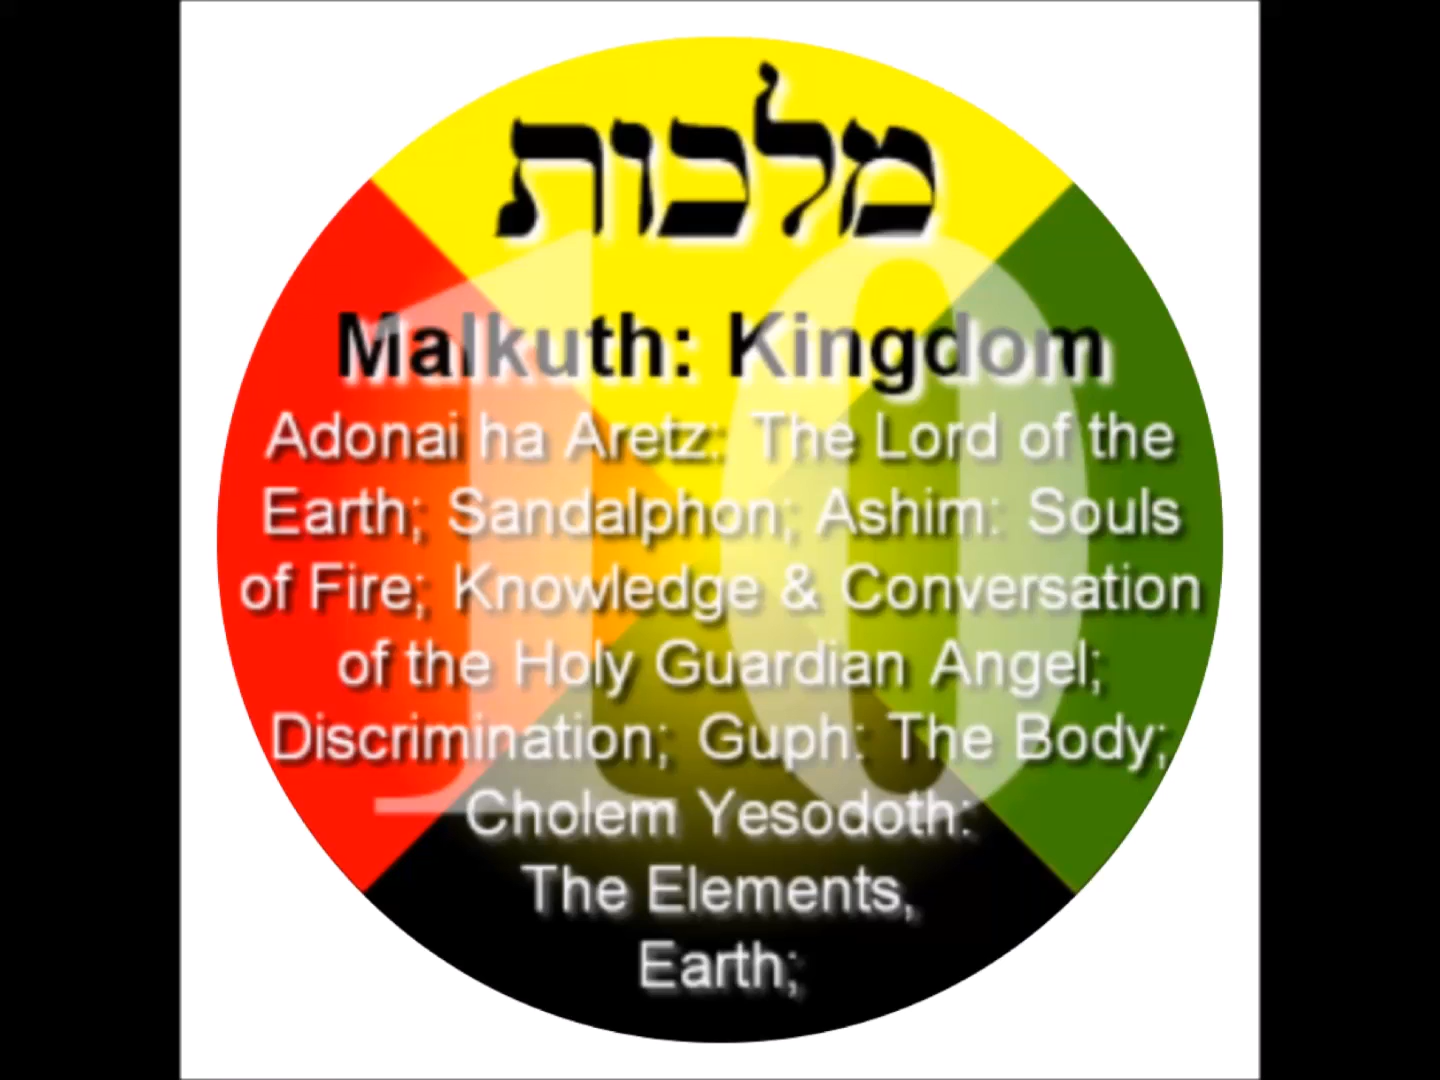 מלכות
10
Malkuth: Kingdom
Adonai ha Aretz: The Lord of the
Earth; Sandalphon; Ashim: Souls
of Fire; Knowledge & Conversation
of the Holy Guardian Angel;
Discrimination; Guph: The Body;
Cholem Yesodoth:
The Elements,
Earth;